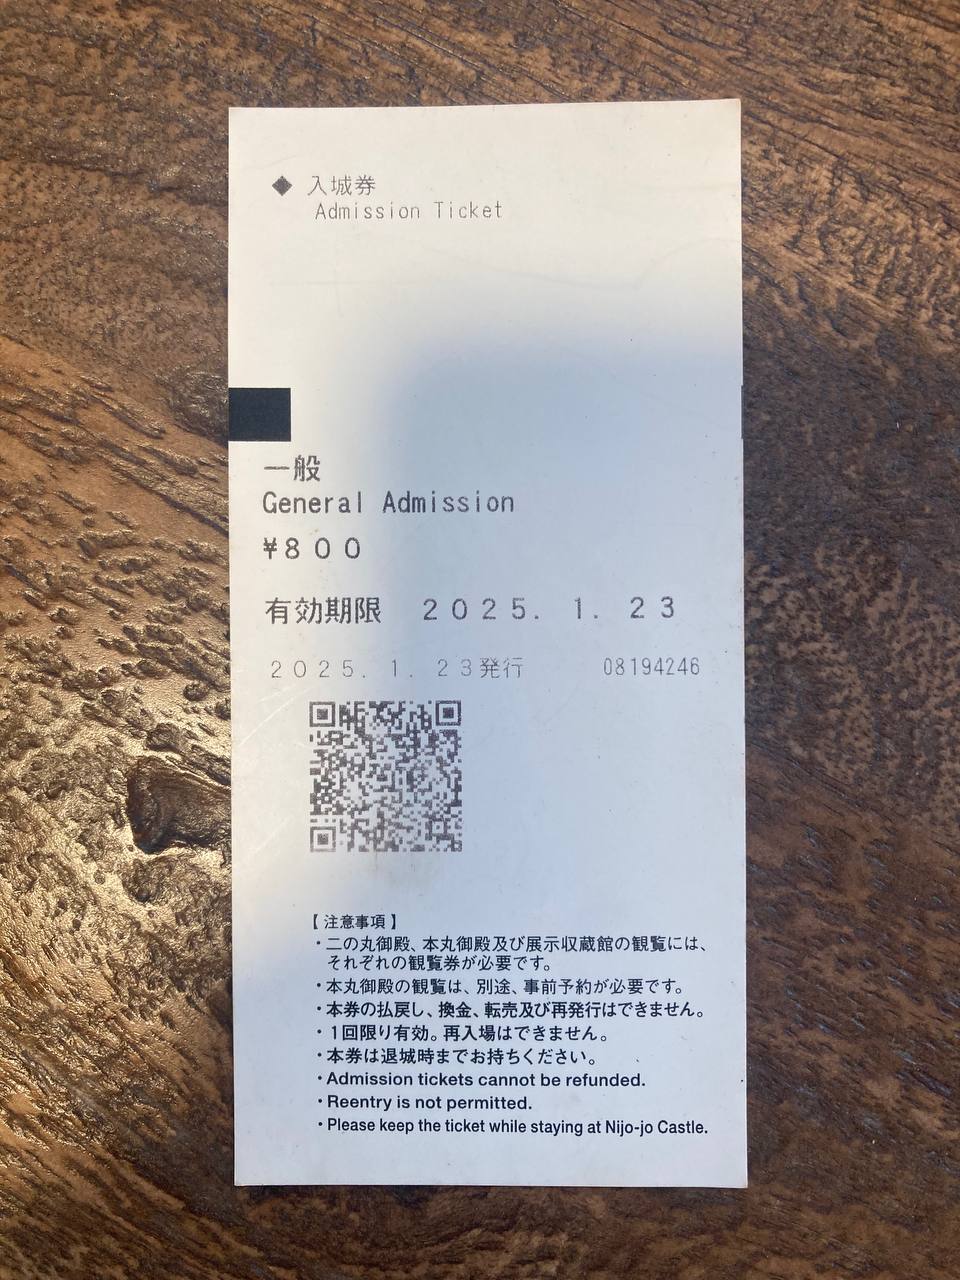 ◆ 入城券
Admission Ticket
一般
General Admission
¥800
有効期限 2025. 1. 23
2025. 1. 23発行 08194246
【注意事項】
・二の丸御殿、本丸御殿及び展示収蔵館の観覧には、
それぞれの観覧券が必要です。
・本丸御殿の観覧は、別途、事前予約が必要です。
・本券の払戻し、換金、転売及び再発行はできません。
・1回限り有効。再入場はできません。
・本券は退城時までお持ちください。
・Admission tickets cannot be refunded.
・Reentry is not permitted.
・Please keep the ticket while staying at Nijo-jo Castle.